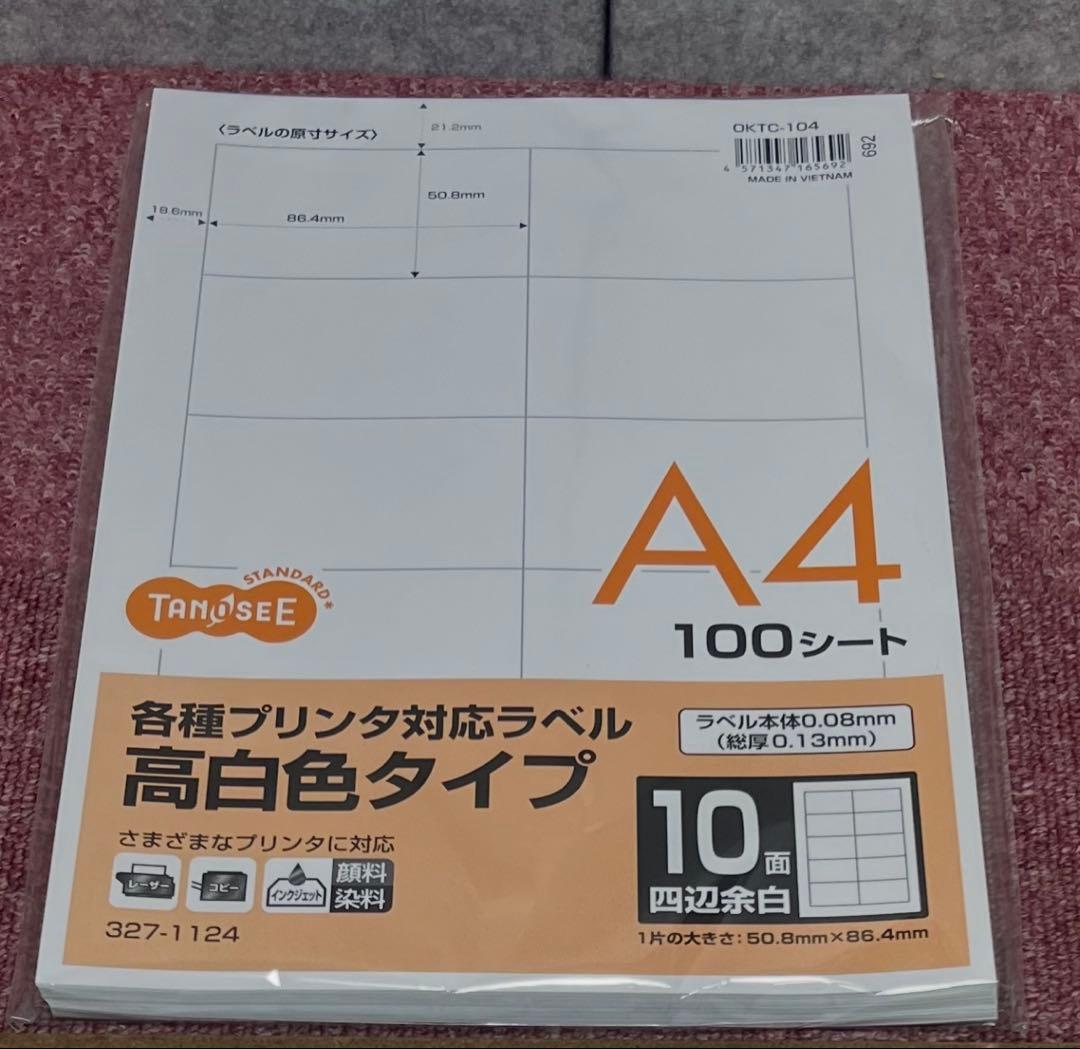 〈ラベルの原寸サイズ〉
21.2mm
OKTC-104
692
4 571347 165692
MADE IN VIETNAM
50.8mm
18.6mm
86.4mm
A4
STANDARD*
TANOSEE
100シート
各種プリンタ対応ラベル
高白色タイプ
ラベル本体0.08mm
(総厚0.13mm)
さまざまなプリンタに対応
レーザー
コピー
インクジェット
顔料
染料
10面
四辺余白
327-1124
1片の大きさ:50.8mm×86.4mm